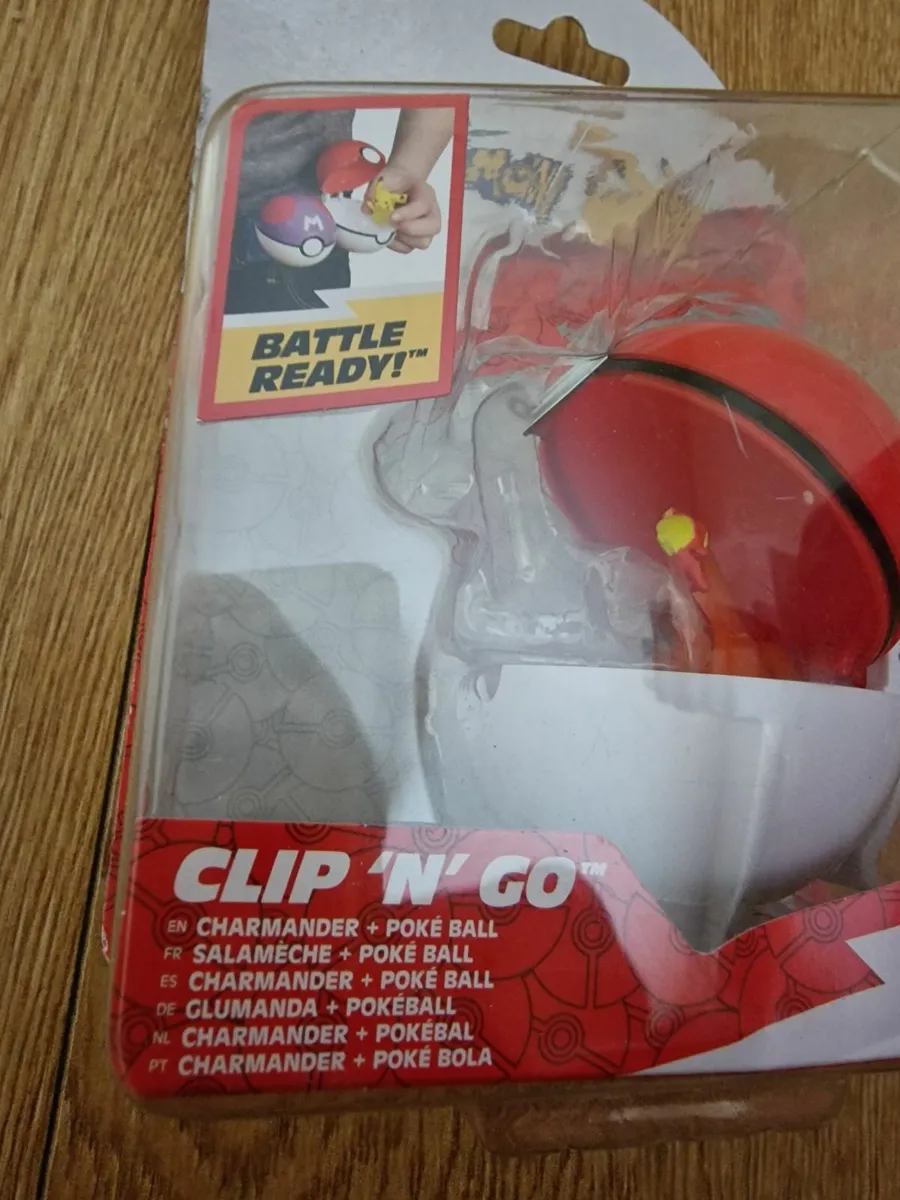 M
BATTLE
READY!™
CLIP 'N' GO™
EN CHARMANDER + POKÉ BALL
FR SALAMÈCHE + POKÉ BALL
ES CHARMANDER + POKÉ BALL
DE GLUMANDA + POKÉBALL
NL CHARMANDER + POKÉBAL
PT CHARMANDER + POKÉ BOLA